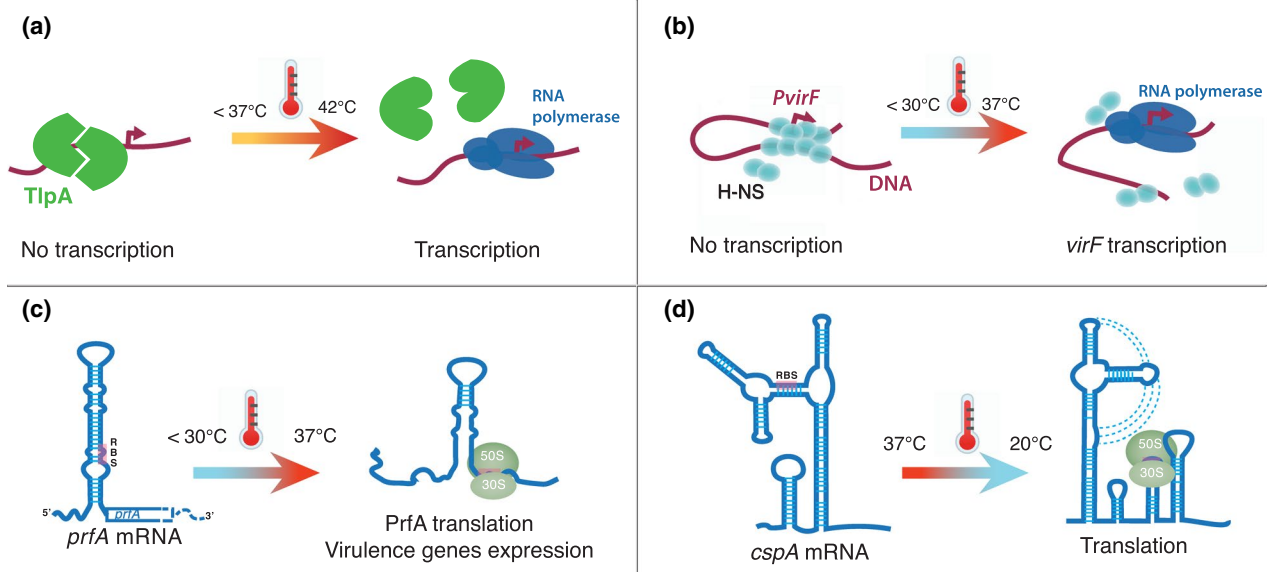 (a)
< 37°C
42°C
RNA
polymerase
TlpA
No transcription
Transcription
(b)
PvirF
< 30°C
37°C
RNA polymerase
H-NS
DNA
No transcription
virF transcription
(c)
R
B
S
< 30°C
37°C
50S
30S
5'
prfA
3'
prfA mRNA
PrfA translation
Virulence genes expression
(d)
RBS
37°C
20°C
50S
30S
cspA mRNA
Translation